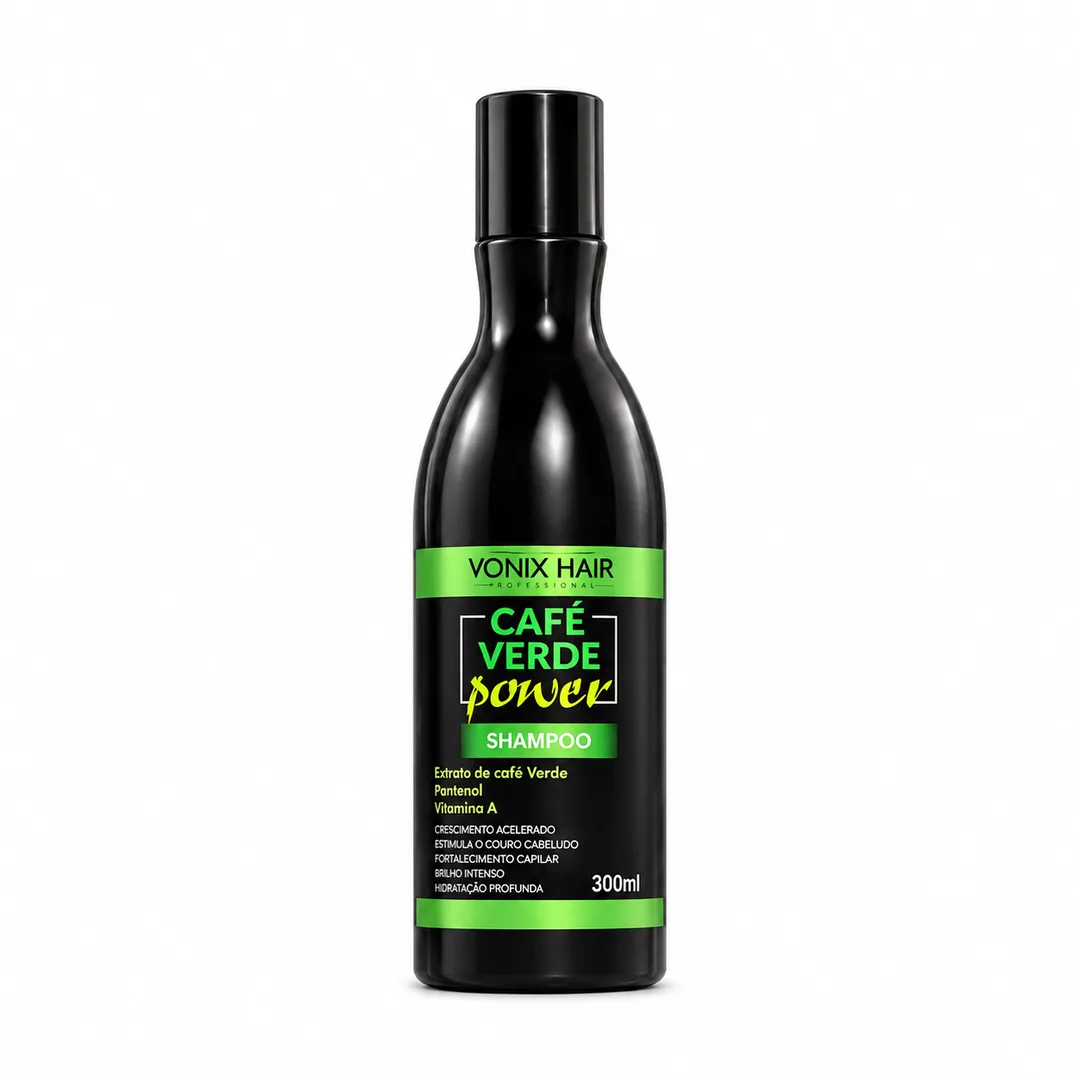 VONIX HAIR
PROFESSIONAL
CAFÉ
VERDE
power
SHAMPOO
Extrato de café Verde
Pantenol
Vitamina A
CRESCIMENTO ACELERADO
ESTIMULA O COURO CABELUDO
FORTALECIMENTO CAPILAR
BRILHO INTENSO
HIDRATAÇÃO PROFUNDA
300ml